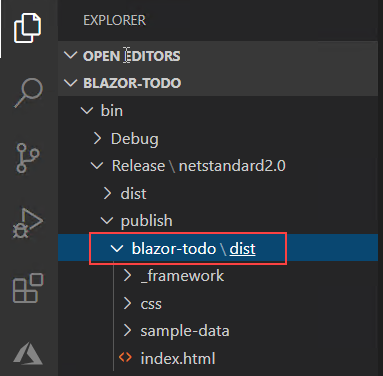 EXPLORER
OPEN EDITORS
BLAZOR-TODO
bin
Debug
Release \ netstandard2.0
dist
publish
blazor-todo \ dist
_framework
css
sample-data
index.html